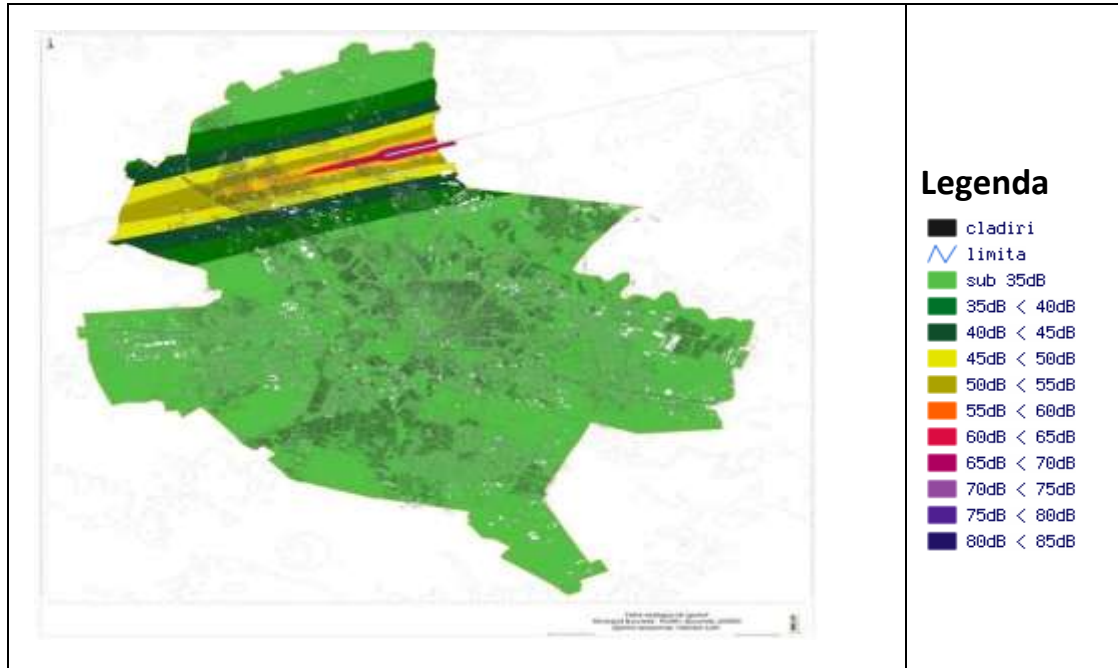 Legenda
cladiri
limita
sub 35dB
35dB < 40dB
40dB < 45dB
45dB < 50dB
50dB < 55dB
55dB < 60dB
60dB < 65dB
65dB < 70dB
70dB < 75dB
75dB < 80dB
80dB < 85dB